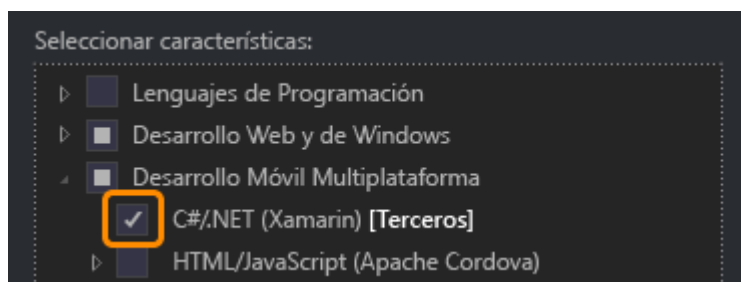 Seleccionar características:
Lenguajes de Programación
Desarrollo Web y de Windows
Desarrollo Móvil Multiplataforma
C#/.NET (Xamarin) [Terceros]
HTML/JavaScript (Apache Cordova)